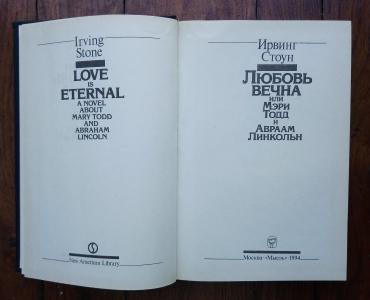 Irving
Stone
LOVE
IS
ETERNAL
A NOVEL
ABOUT
MARY TODD
AND
ABRAHAM
LINCOLN
New American Library
Ирвинг
Стоун
Любовь
вечна
или
Мэри
Тодд
и
Авраам
Линкольн
Москва «Мысль» 1994